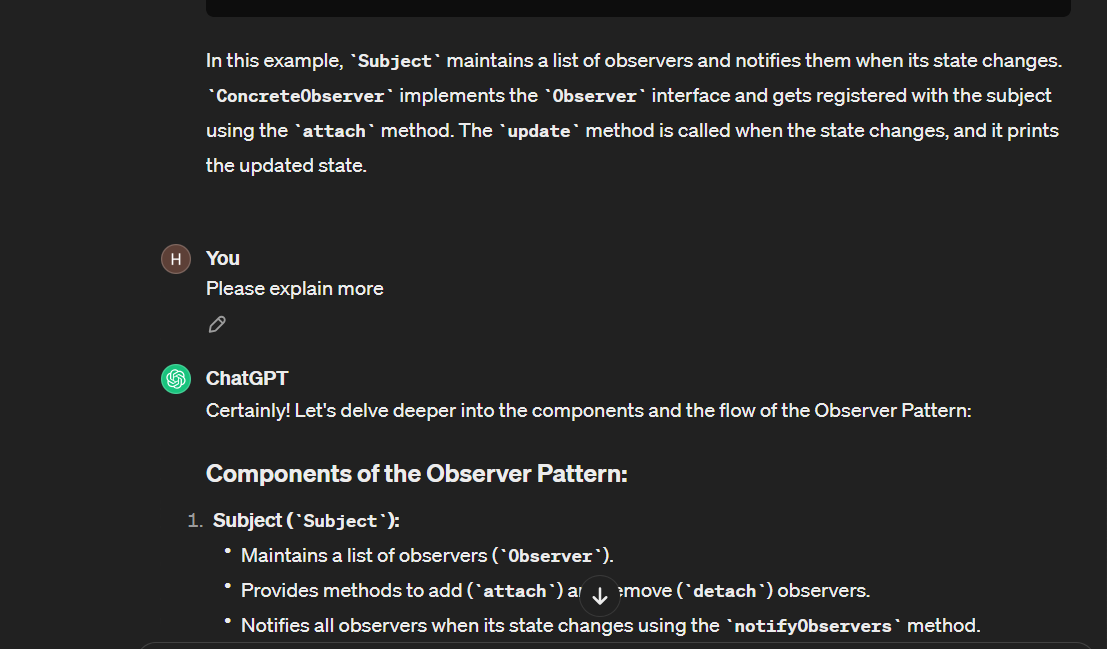 In this example, `Subject` maintains a list of observers and notifies them when its state changes.
`ConcreteObserver` implements the `Observer` interface and gets registered with the subject
using the `attach` method. The `update` method is called when the state changes, and it prints
the updated state.
H
You
Please explain more
ChatGPT
Certainly! Let's delve deeper into the components and the flow of the Observer Pattern:
Components of the Observer Pattern:
1. Subject (`Subject`):
• Maintains a list of observers (`Observer`).
• Provides methods to add (`attach`) (`detach`) observers.
• Notifies all observers when its state changes using the `notifyObservers` method.